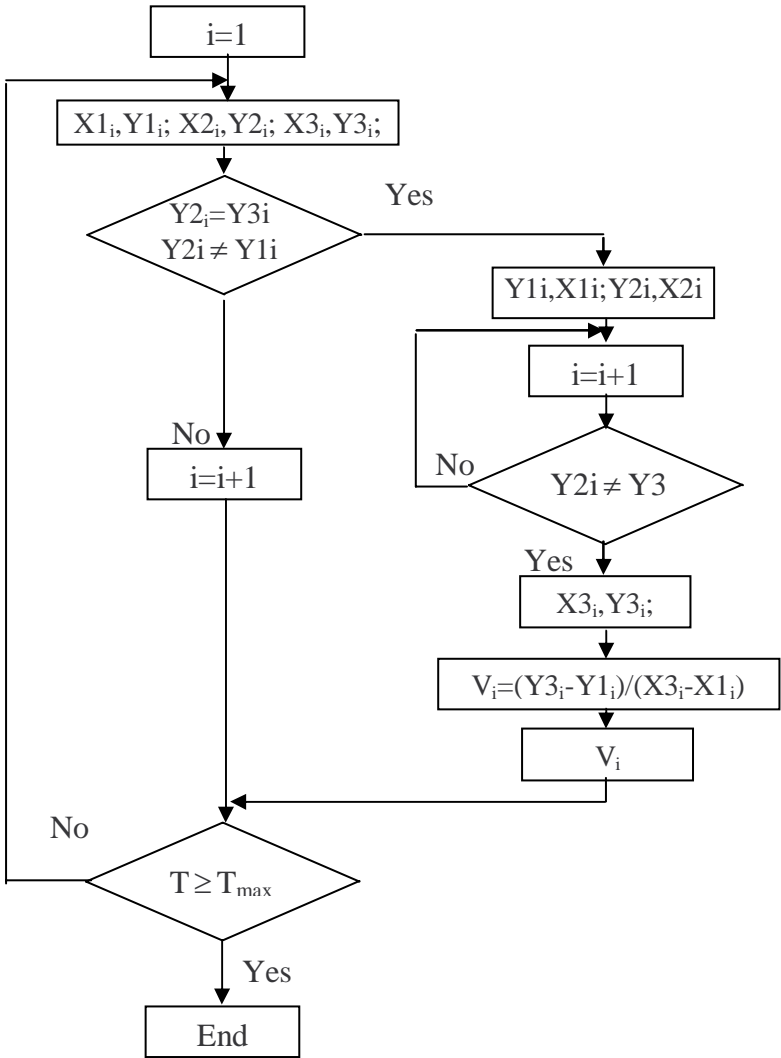 i=1
X1ᵢ,Y1ᵢ; X2ᵢ,Y2ᵢ; X3ᵢ,Y3ᵢ;
Y2ᵢ=Y3i
Y2i ≠ Y1i
Yes
Y1i,X1i;Y2i,X2i
i=i+1
No
Y2i ≠ Y3
No
i=i+1
Yes
X3ᵢ,Y3ᵢ;
Vᵢ=(Y3ᵢ-Y1ᵢ)/(X3ᵢ-X1ᵢ)
Vᵢ
No
T ≥ Tmax
Yes
End